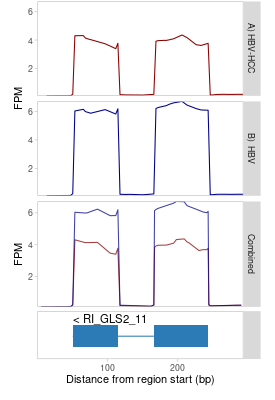 6
4
2
FPM
A) HBV-HCC
6
4
2
B) HBV
6
4
2
FPM
Combined
< RI_GLS2_11
100
200
Distance from region start (bp)